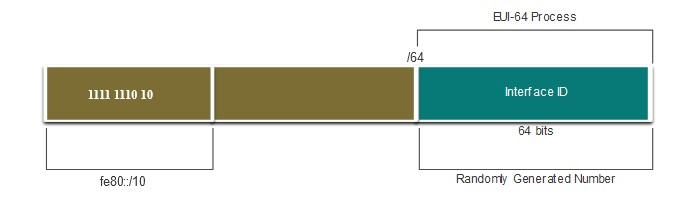 EUI-64 Process
/64
1111 1110 10
Interface ID
64 bits
fe80::/10
Randomly Generated Number